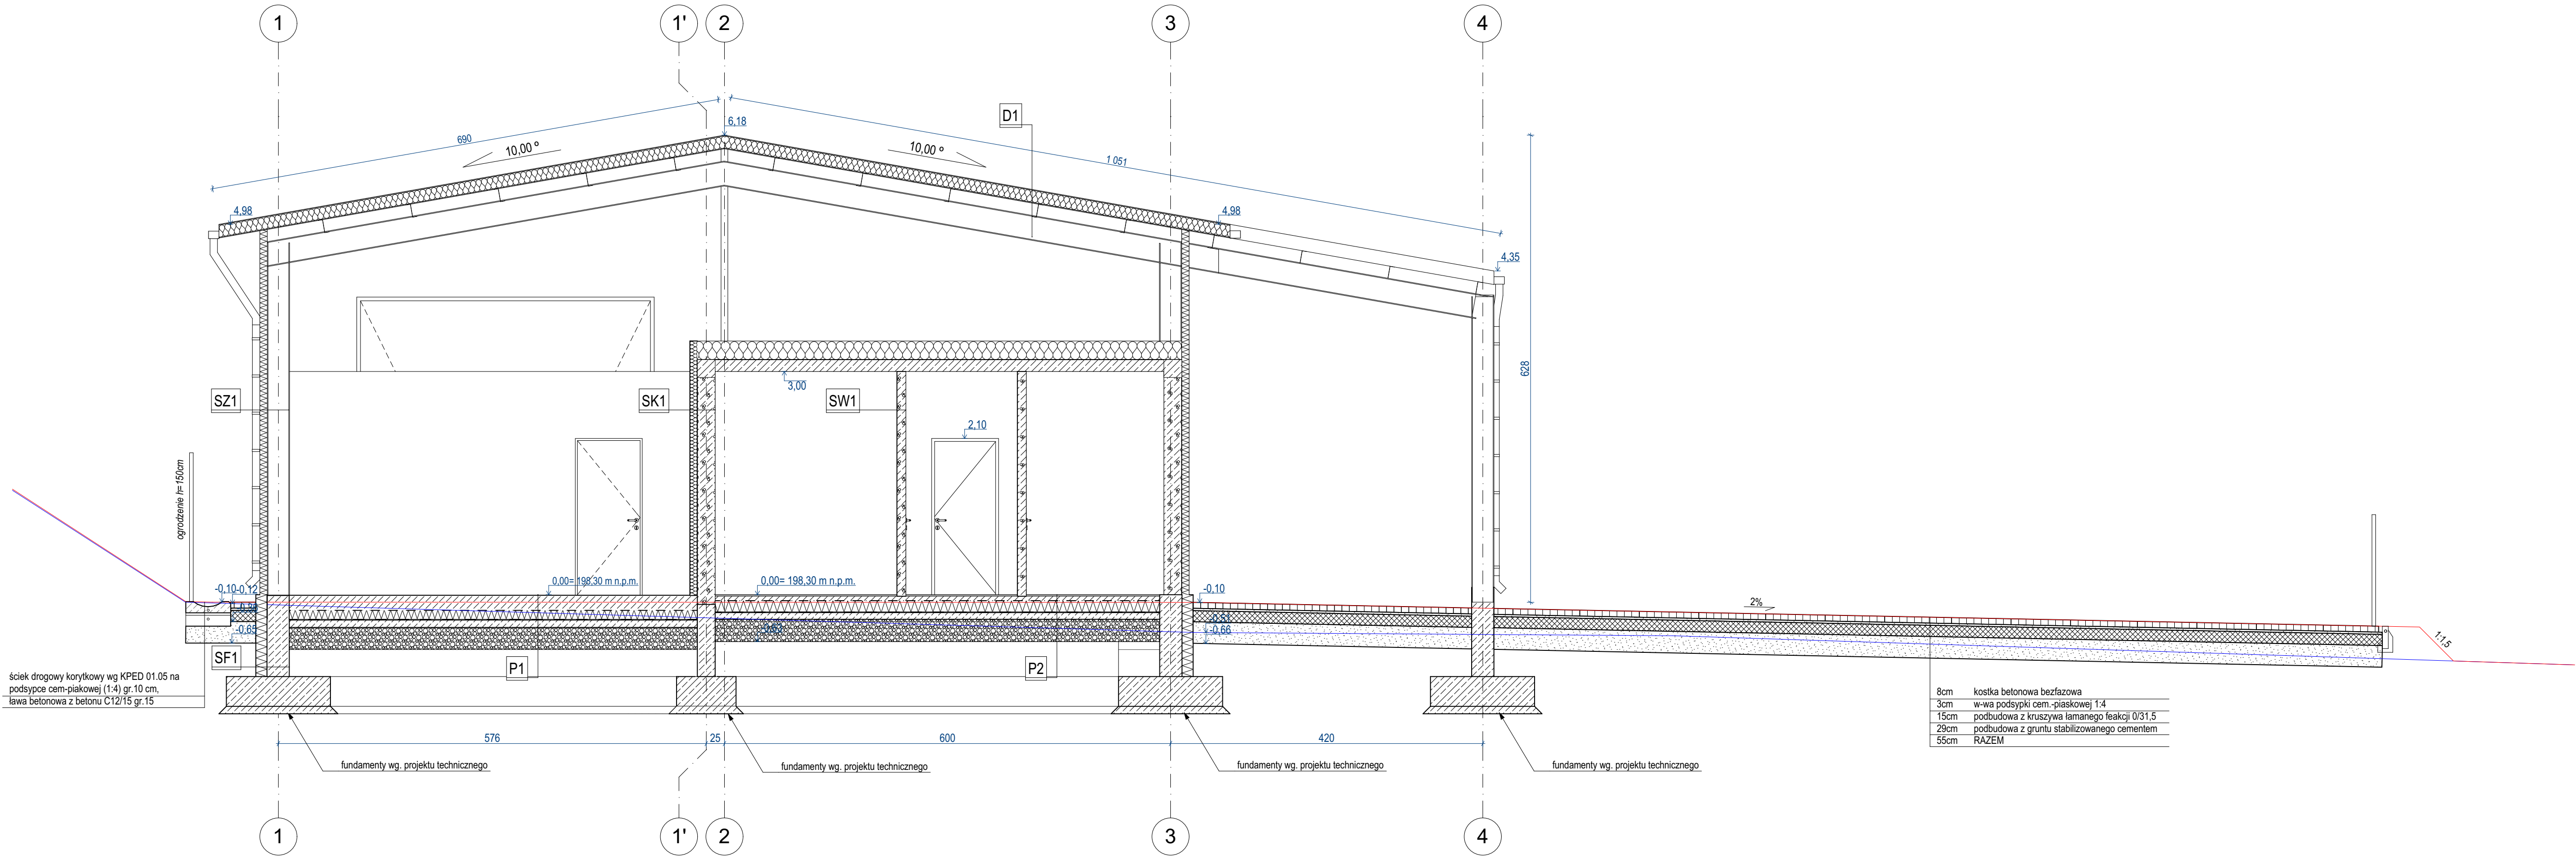 1
1'
2
3
4
690
10,00 º
6,18
10,00 º
D1
1 051
4,98
4,98
4,35
628
3,00
SZ1
SK1
SW1
2,10
ogrodzenie h=150cm
0,00= 198,30 m n.p.m.
0,00= 198,30 m n.p.m.
-0,10
-0,12
-0,10
-0,65
-0,51
-0,66
2%
1:1,5
SF1
P1
P2
ściek drogowy korytkowy wg KPED 01.05 na
podsypce cem-piakowej (1:4) gr.10 cm,
ława betonowa z betonu C12/15 gr.15
8cm kostka betonowa bezfazowa
3cm w-wa podsypki cem.-piaskowej 1:4
15cm podbudowa z kruszywa łamanego feakcji 0/31,5
29cm podbudowa z gruntu stabilizowanego cementem
55cm RAZEM
576
25
600
420
fundamenty wg. projektu technicznego
fundamenty wg. projektu technicznego
fundamenty wg. projektu technicznego
fundamenty wg. projektu technicznego
1
1'
2
3
4